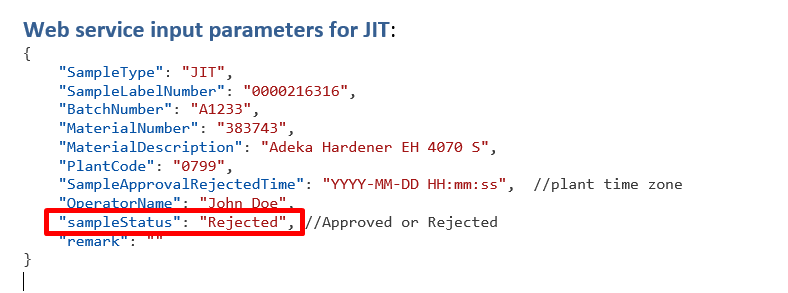 Web service input parameters for JIT:
{
"SampleType": "JIT",
"SampleLabelNumber": "0000216316",
"BatchNumber": "A1233",
"MaterialNumber": "383743",
"MaterialDescription": "Adeka Hardener EH 4070 S",
"PlantCode": "0799",
"SampleApprovalRejectedTime": "YYYY-MM-DD HH:mm:ss",  //plant time zone
"OperatorName": "John Doe",
"sampleStatus": "Rejected", //Approved or Rejected
"remark": ""
}